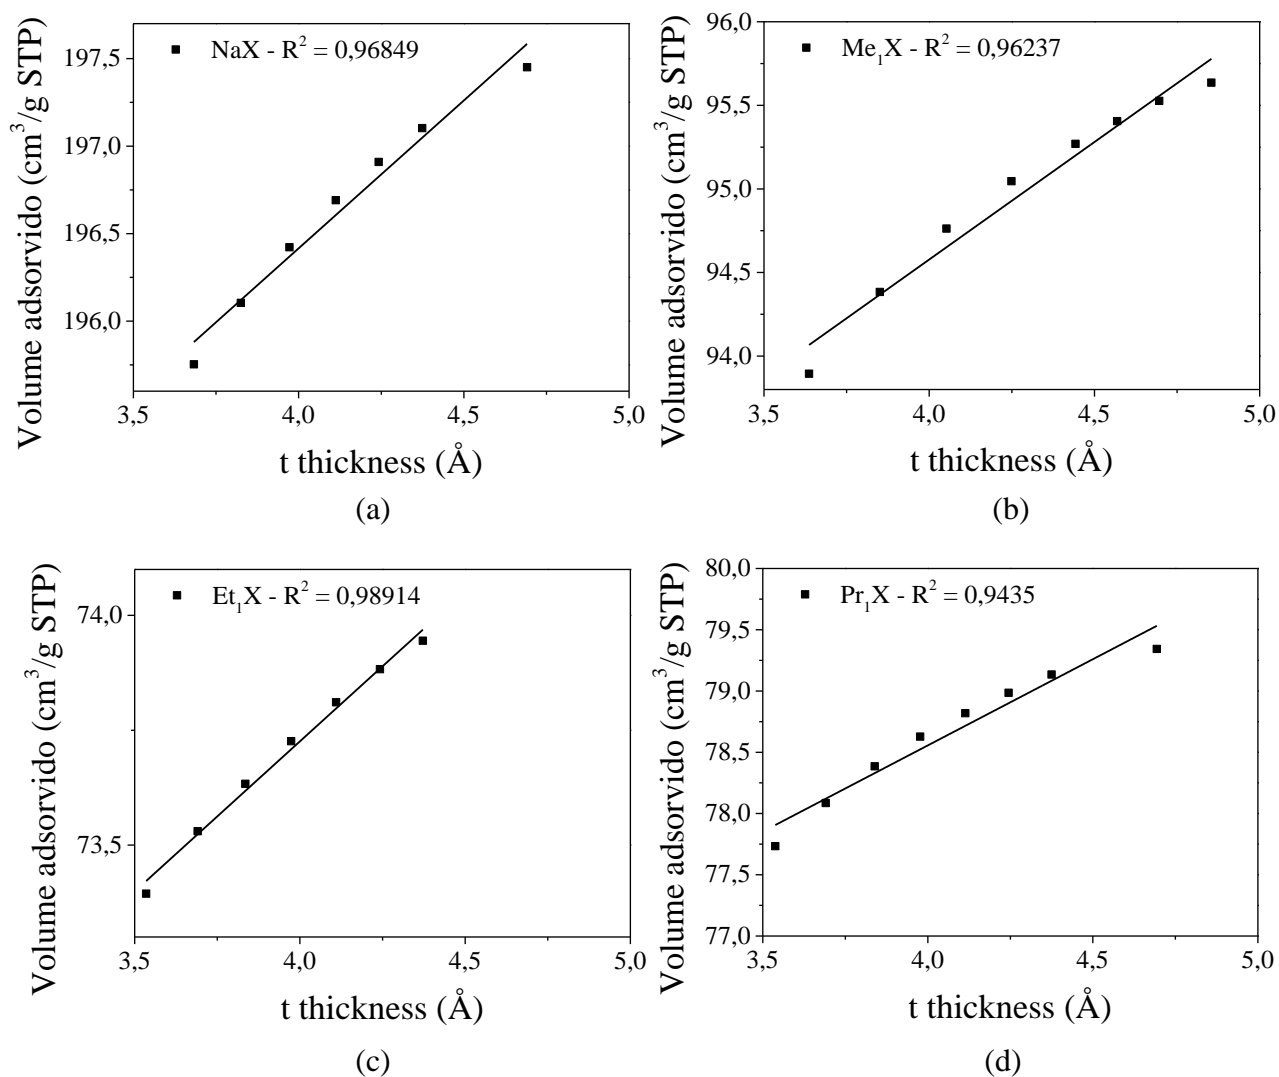 NaX - R² = 0,96849
Volume adsorvido (cm³/g STP)
197,5
197,0
196,5
196,0
3,5 4,0 4,5 5,0
t thickness (Å)
(a)
Me₁X - R² = 0,96237
Volume adsorvido (cm³/g STP)
96,0
95,5
95,0
94,5
94,0
3,5 4,0 4,5 5,0
t thickness (Å)
(b)
Et₁X - R² = 0,98914
Volume adsorvido (cm³/g STP)
74,0
73,5
3,5 4,0 4,5 5,0
t thickness (Å)
(c)
Pr₁X - R² = 0,9435
Volume adsorvido (cm³/g STP)
80,0
79,5
79,0
78,5
78,0
77,5
77,0
3,5 4,0 4,5 5,0
t thickness (Å)
(d)